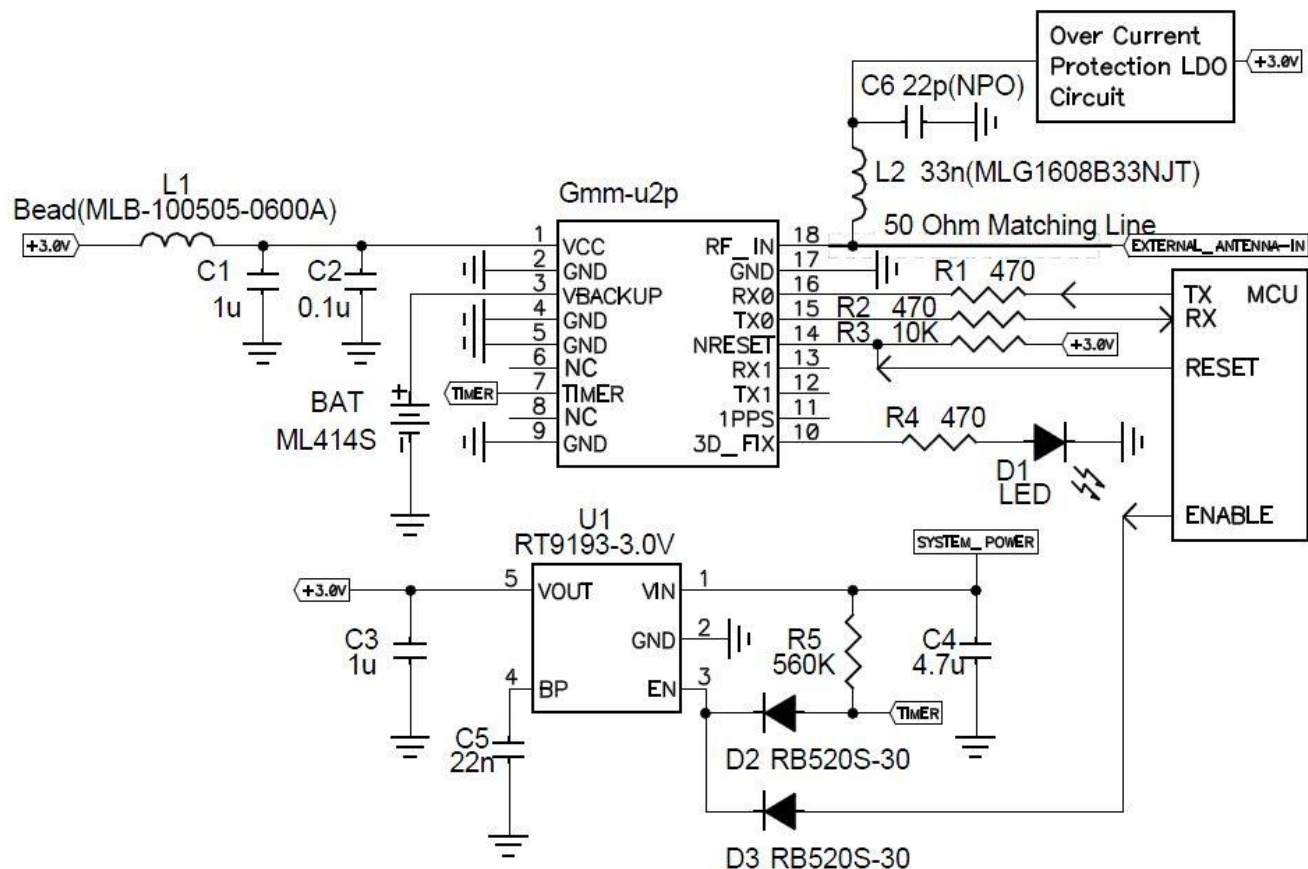 Over Current
Protection LDO
Circuit
+3.0V
C6 22p(NPO)
L1
Bead(MLB-100505-0600A)
+3.0V
C1
1u
C2
0.1u
L2 33n(MLG1608B33NJT)
50 Ohm Matching Line
EXTERNAL_ANTENNA-IN
Gmm-u2p
1 VCC
2 GND
3 VBACKUP
4 GND
5 GND
6 NC
7 TIMER
8 NC
9 GND
RF_IN 18
GND 17
RX0 16
TX0 15
NRESET 14
RX1 13
TX1 12
1PPS 11
3D_FIX 10
TIMER
BAT
ML414S
+
R1 470
R2 470
R3 10K
+3.0V
R4 470
D1
LED
TX MCU
RX
RESET
ENABLE
U1
RT9193-3.0V
5 VOUT
4 BP
VIN 1
GND 2
EN 3
+3.0V
C3
1u
C5
22n
SYSTEM_POWER
R5
560K
C4
4.7u
TIMER
D2 RB520S-30
D3 RB520S-30